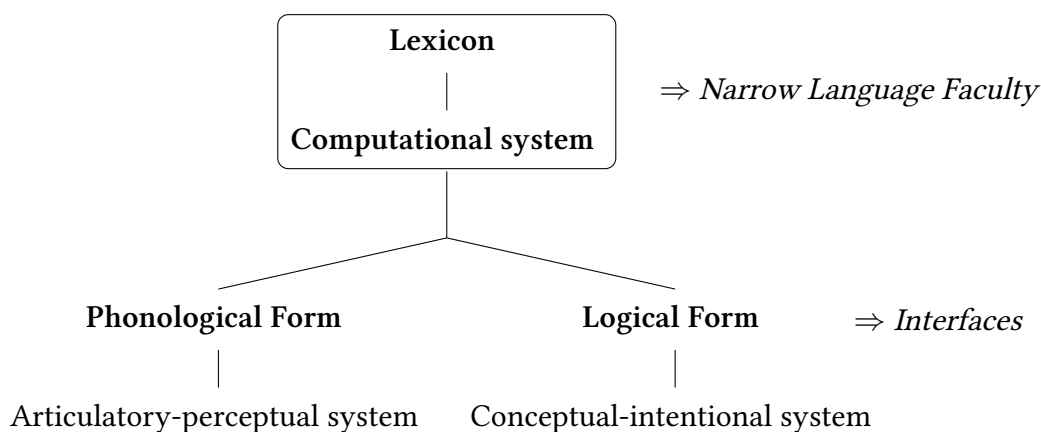 Lexicon
⇒ Narrow Language Faculty
Computational system
Phonological Form Logical Form ⇒ Interfaces
Articulatory-perceptual system Conceptual-intentional system